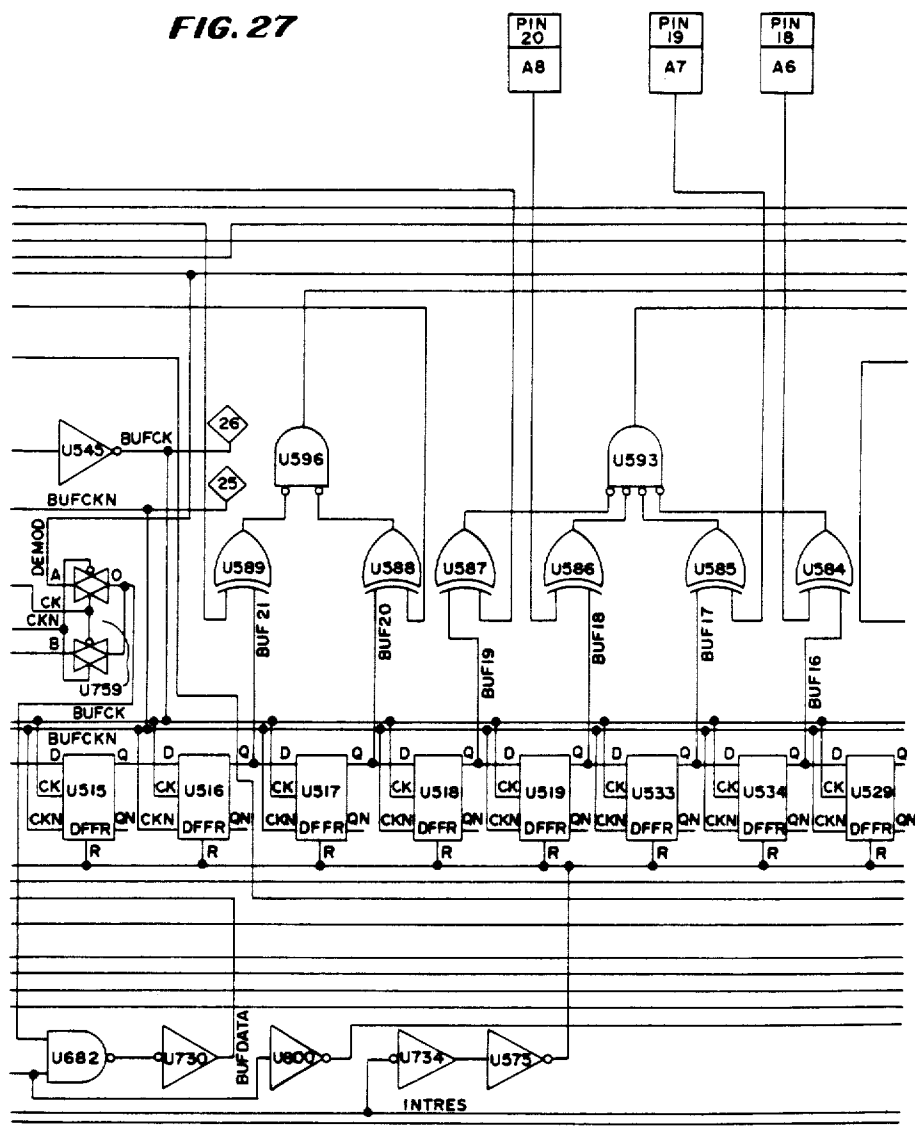 FIG. 27
PIN 20
A8
PIN 19
A7
PIN 18
A6
U545
BUFCK
26
25
BUFCKN
DEMOD
A
O
CK
CKN
B
U759
U596
U593
U589
U588
U587
U586
U585
U584
BUF21
BUF20
BUF19
BUF18
BUF17
BUF16
BUFCK
BUFCKN
D
Q
CK
U515
CKN
QN
DFFR
R
D
Q
CK
U516
CKN
QN
DFFR
R
D
Q
CK
U517
CKN
QN
DFFR
R
D
Q
CK
U518
CKN
QN
DFFR
R
D
Q
CK
U519
CKN
QN
DFFR
R
D
Q
CK
U533
CKN
QN
DFFR
R
D
Q
CK
U534
CKN
QN
DFFR
R
D
Q
CK
U529
CKN
QN
DFFR
R
U682
U730
BUFDATA
U800
U734
U575
INTRES